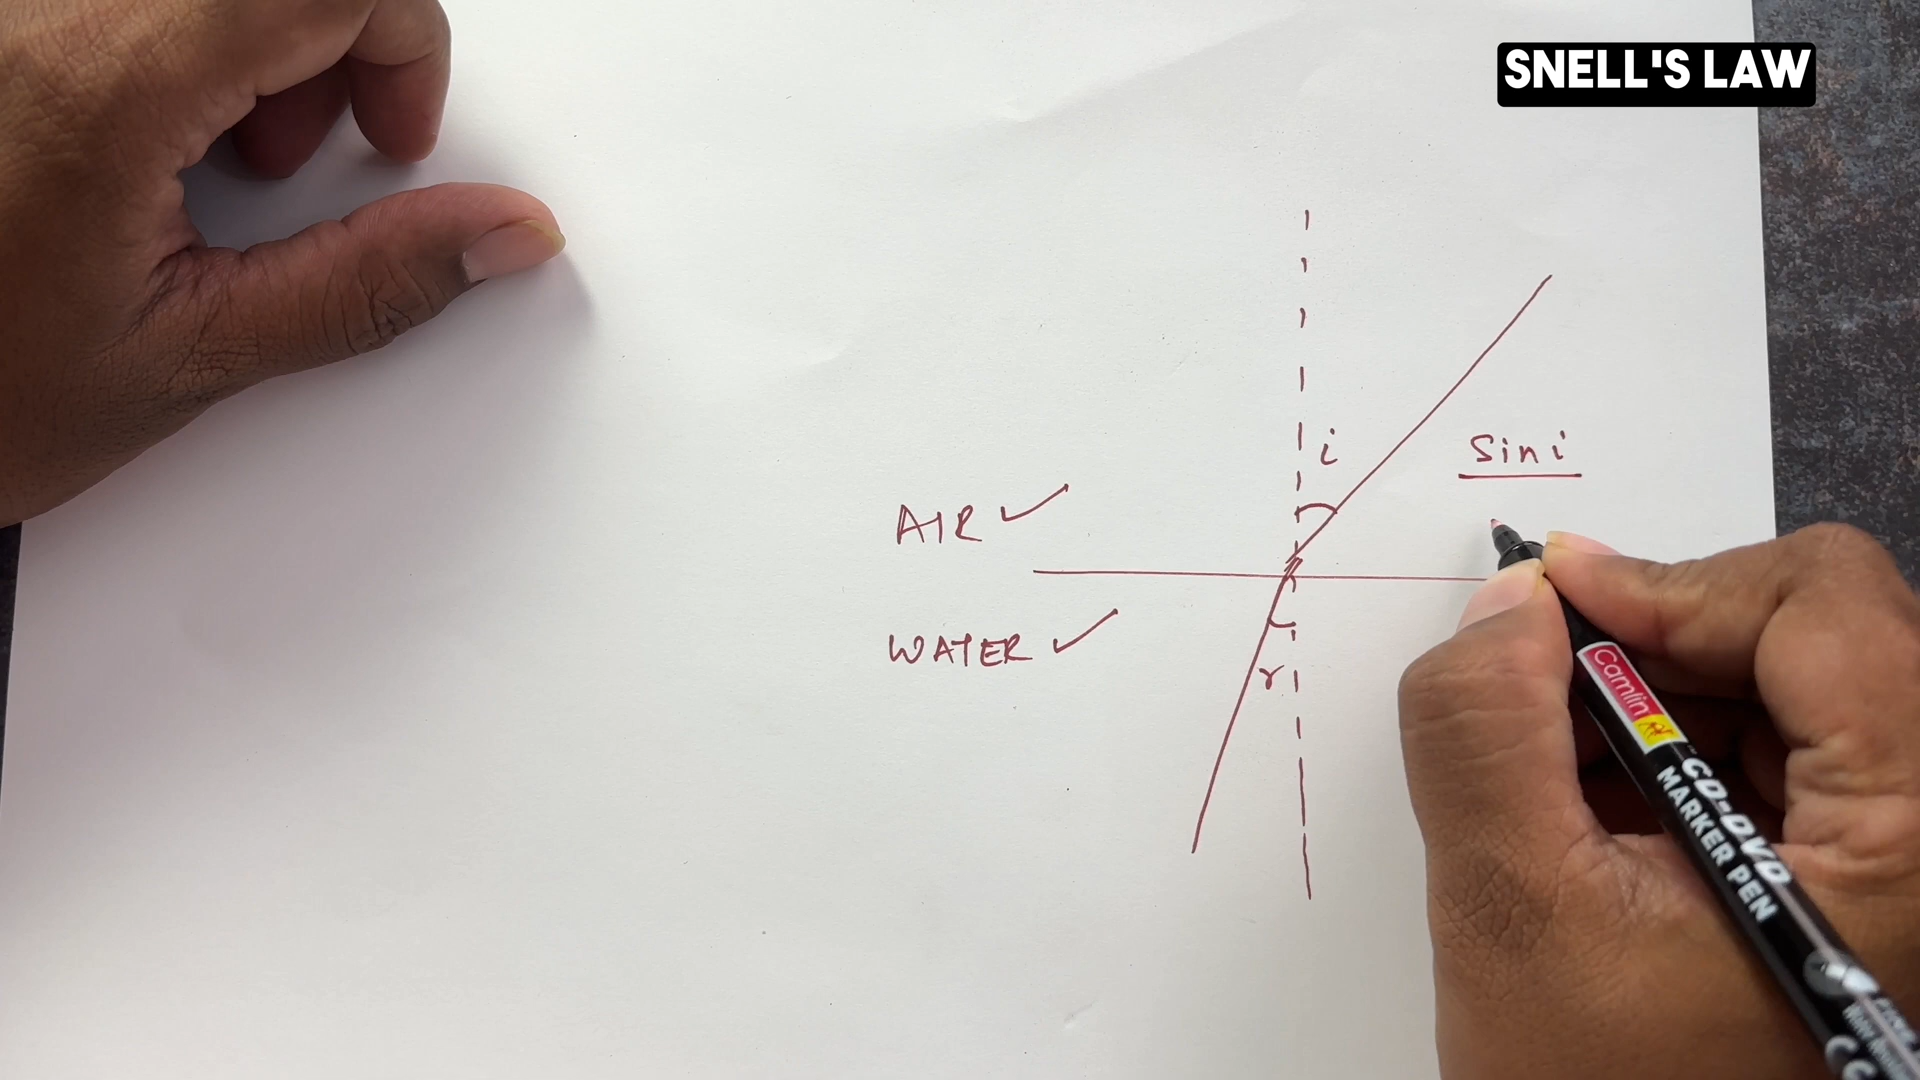 SNELL'S LAW
i
Sin i
AIR
WATER
r
Camlin
CD-DVD
MARKER PEN